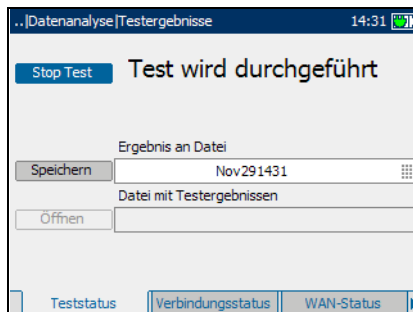 ..|Datenanalyse|Testergebnisse 14:31
Stop Test Test wird durchgeführt
Ergebnis an Datei
Speichern Nov291431
Datei mit Testergebnissen
Öffnen
Teststatus Verbindungsstatus WAN-Status